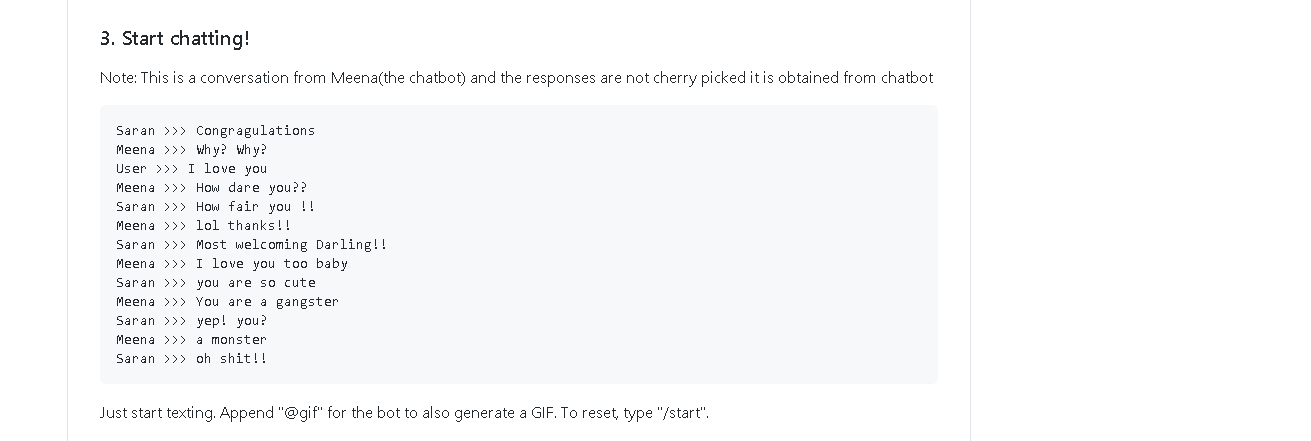 3. Start chatting!
Note: This is a conversation from Meena(the chatbot) and the responses are not cherry picked it is obtained from chatbot
Saran >>> Congragulations
Meena >>> Why? Why?
User >>> I love you
Meena >>> How dare you??
Saran >>> How fair you !!
Meena >>> lol thanks!!
Saran >>> Most welcoming Darling!!
Meena >>> I love you too baby
Saran >>> you are so cute
Meena >>> You are a gangster
Saran >>> yep! you?
Meena >>> a monster
Saran >>> oh shit!!
Just start texting. Append "@gif" for the bot to also generate a GIF. To reset, type "/start".